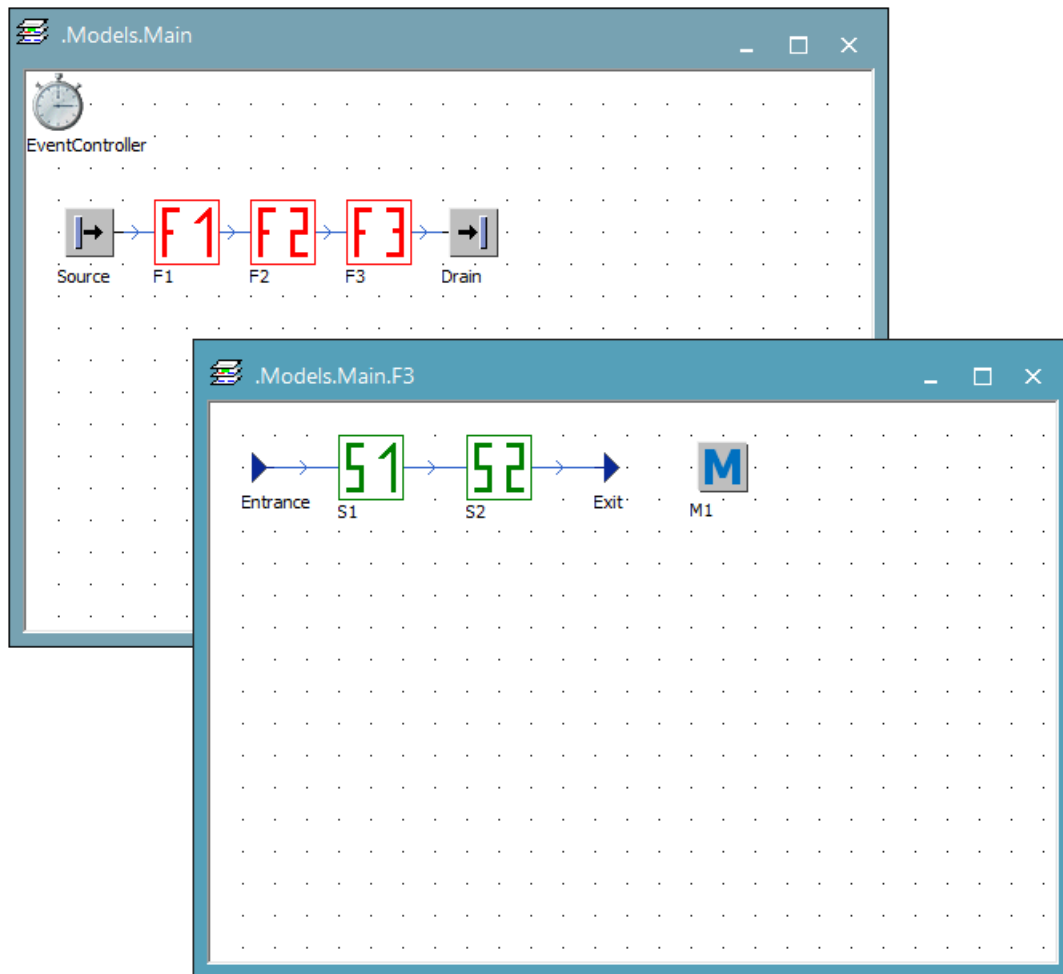 .Models.Main
EventController
F1 F2 F3
Source F1 F2 F3 Drain
.Models.Main.F3
S1 S2 M
Entrance S1 S2 Exit M1